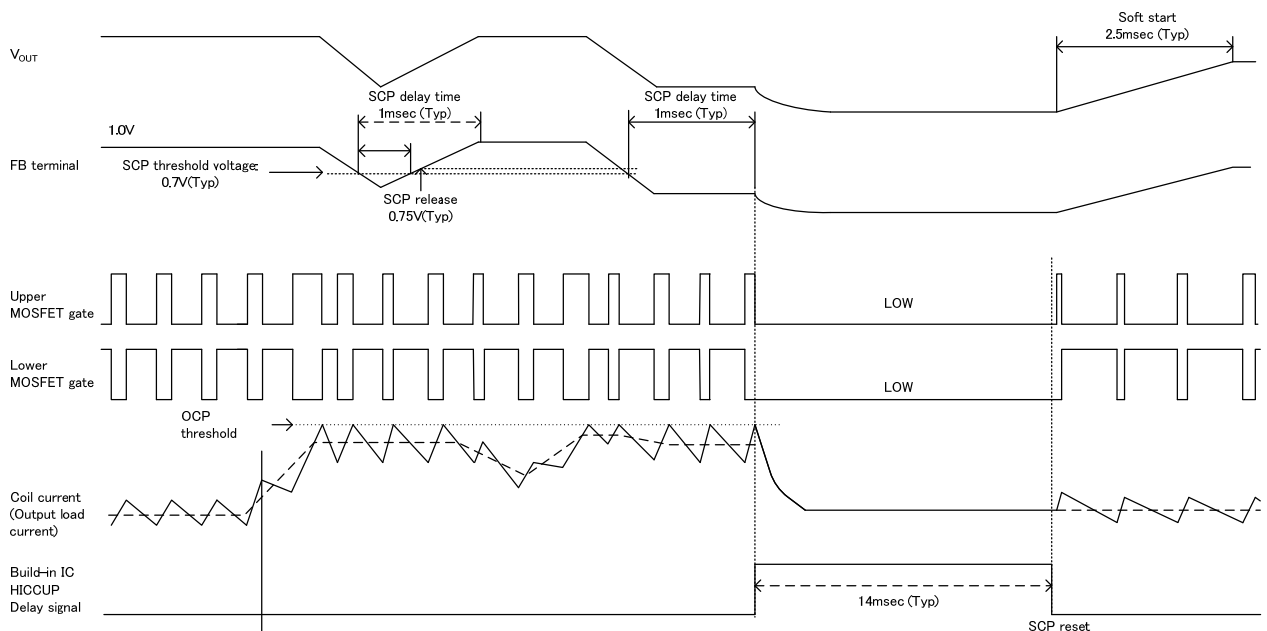 Soft start
2.5msec (Typ)
VOUT
SCP delay time
1msec (Typ)
SCP delay time
1msec (Typ)
1.0V
FB terminal
SCP threshold voltage:
0.7V(Typ)
SCP release
0.75V(Typ)
Upper
MOSFET gate
LOW
Lower
MOSFET gate
LOW
OCP
threshold
Coil current
(Output load
current)
Build-in IC
HICCUP
Delay signal
14msec (Typ)
SCP reset